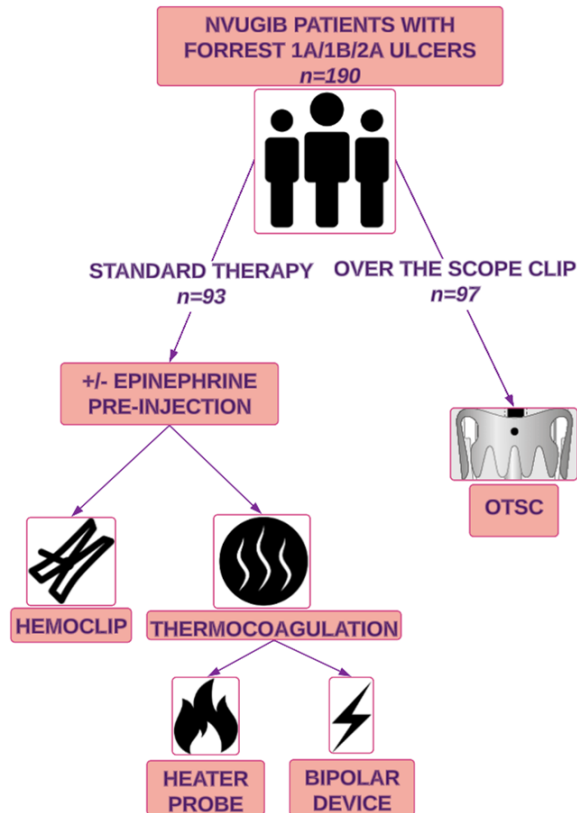 NVUGIB PATIENTS WITH
FORREST 1A/1B/2A ULCERS
n=190
STANDARD THERAPY
n=93
OVER THE SCOPE CLIP
n=97
+/- EPINEPHRINE
PRE-INJECTION
OTSC
HEMOCLIP
THERMOCOAGULATION
HEATER
PROBE
BIPOLAR
DEVICE